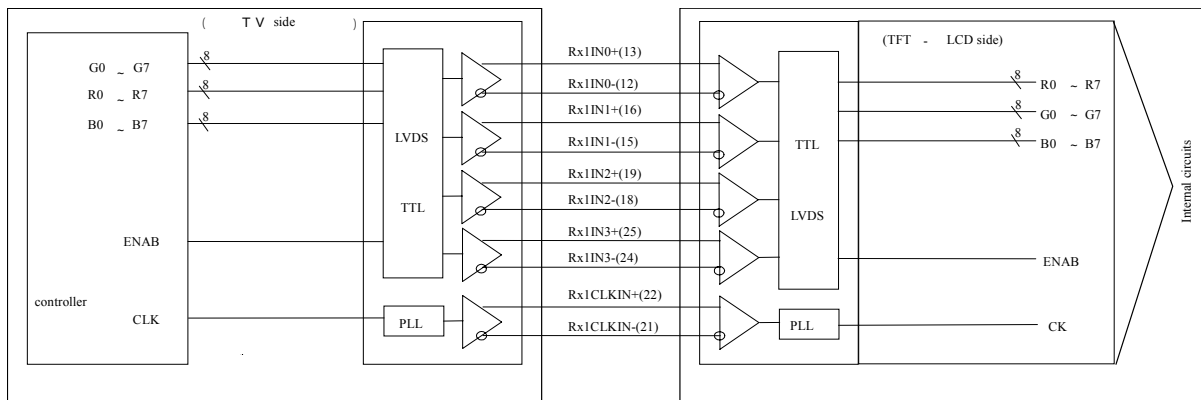 ( TV side )
G0 ~ G7
8
R0 ~ R7
8
B0 ~ B7
8
ENAB
controller
CLK
LVDS
TTL
PLL
Rx1IN0+(13)
Rx1IN0-(12)
Rx1IN1+(16)
Rx1IN1-(15)
Rx1IN2+(19)
Rx1IN2-(18)
Rx1IN3+(25)
Rx1IN3-(24)
Rx1CLKIN+(22)
Rx1CLKIN-(21)
TTL
LVDS
PLL
(TFT - LCD side)
8
R0 ~ R7
8
G0 ~ G7
8
B0 ~ B7
ENAB
CK
Internal circuits